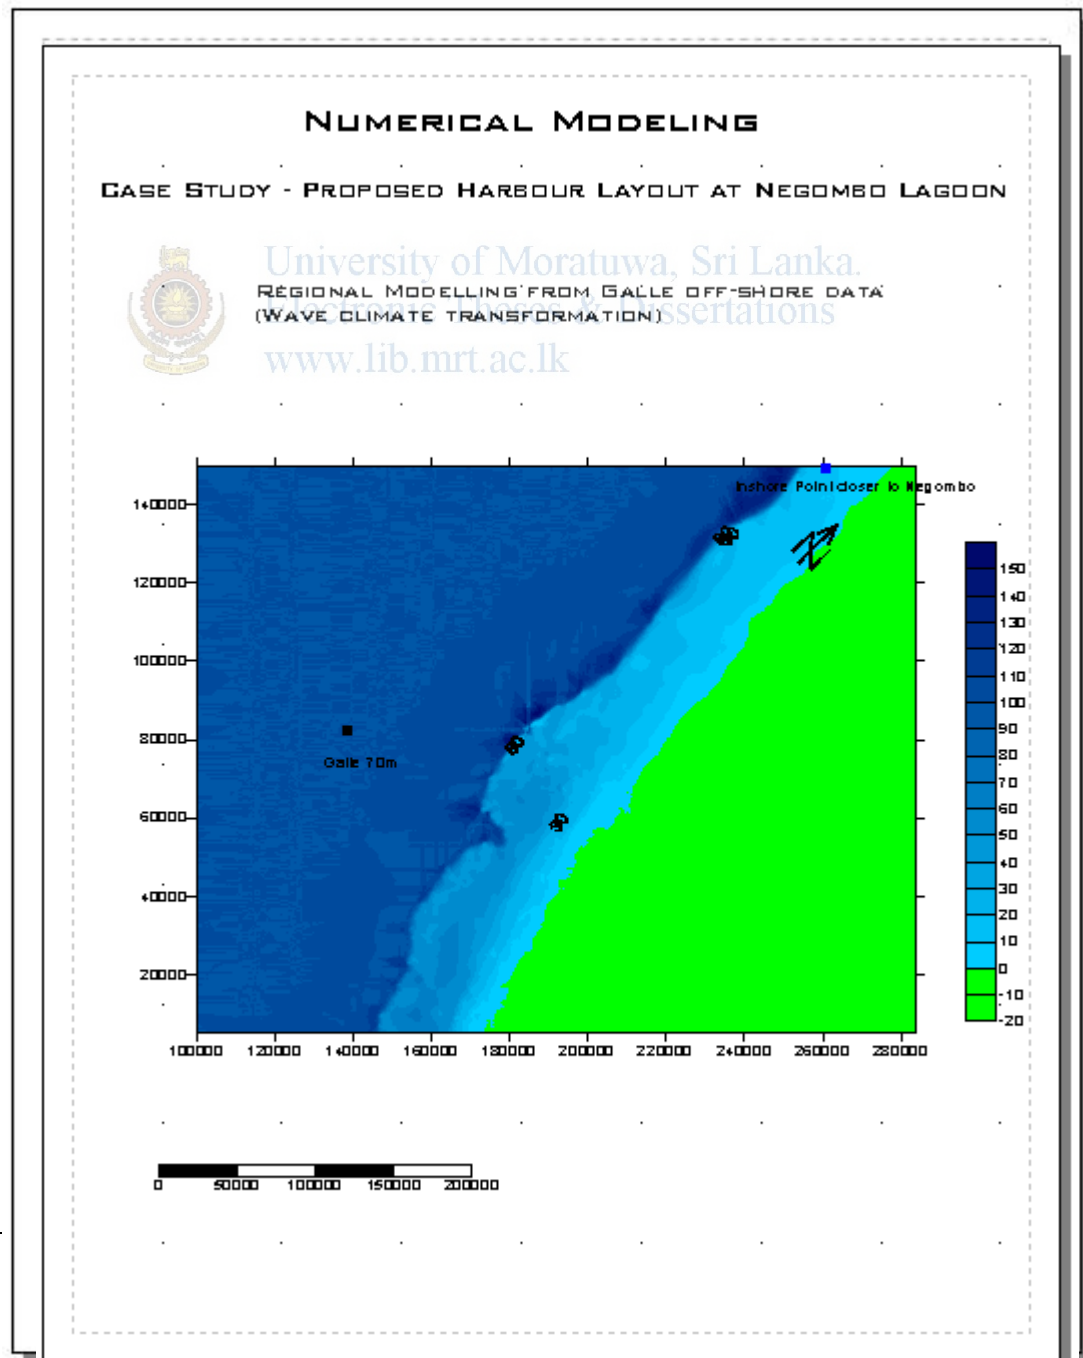 NUMERICAL MODELING
CASE STUDY - PROPOSED HARBOUR LAYOUT AT NEGOMBO LAGOON
University of Moratuwa, Sri Lanka.
REGIONAL MODELLING FROM GALLE OFF-SHORE DATA
Electronic Theses & Dissertations
(WAVE CLIMATE TRANSFORMATION)
www.lib.mrt.ac.lk
Inshore Point closer to Negombo
140000
120000
100000
80000
60000
40000
20000
Galle 70m
100000 120000 140000 160000 180000 200000 220000 240000 260000 280000
150
140
130
120
110
100
90
80
70
60
50
40
30
20
10
0
-10
-20
0 50000 100000 150000 200000